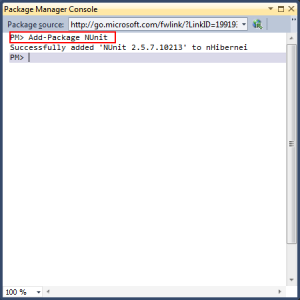 Package Manager Console
Package source: http://go.microsoft.com/fwlink/?LinkID=19919
PM> Add-Package NUnit
Successfully added 'NUnit 2.5.7.10213' to nHibernei
PM>
100 %